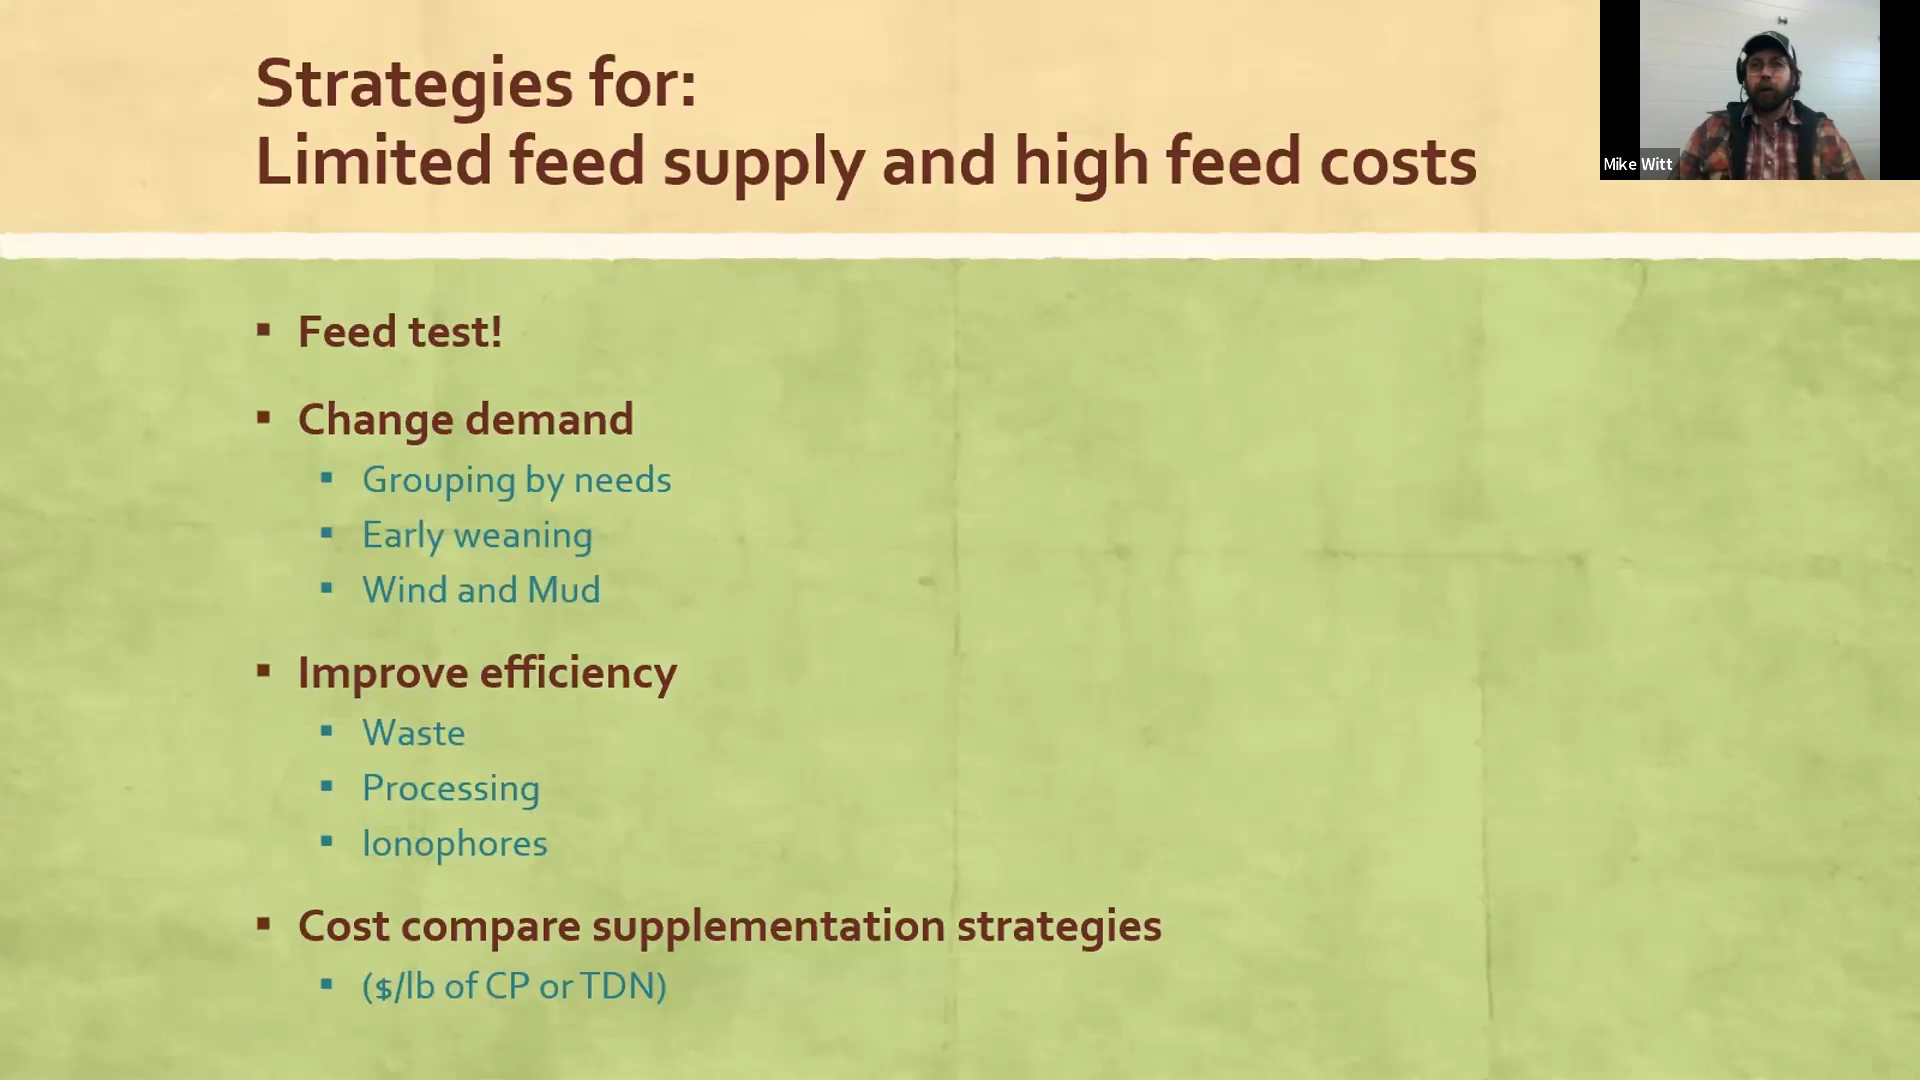 Strategies for:
Limited feed supply and high feed costs
Mike Witt
▪ Feed test!
▪ Change demand
▪ Grouping by needs
▪ Early weaning
▪ Wind and Mud
▪ Improve efficiency
▪ Waste
▪ Processing
▪ Ionophores
▪ Cost compare supplementation strategies
▪ ($/lb of CP or TDN)